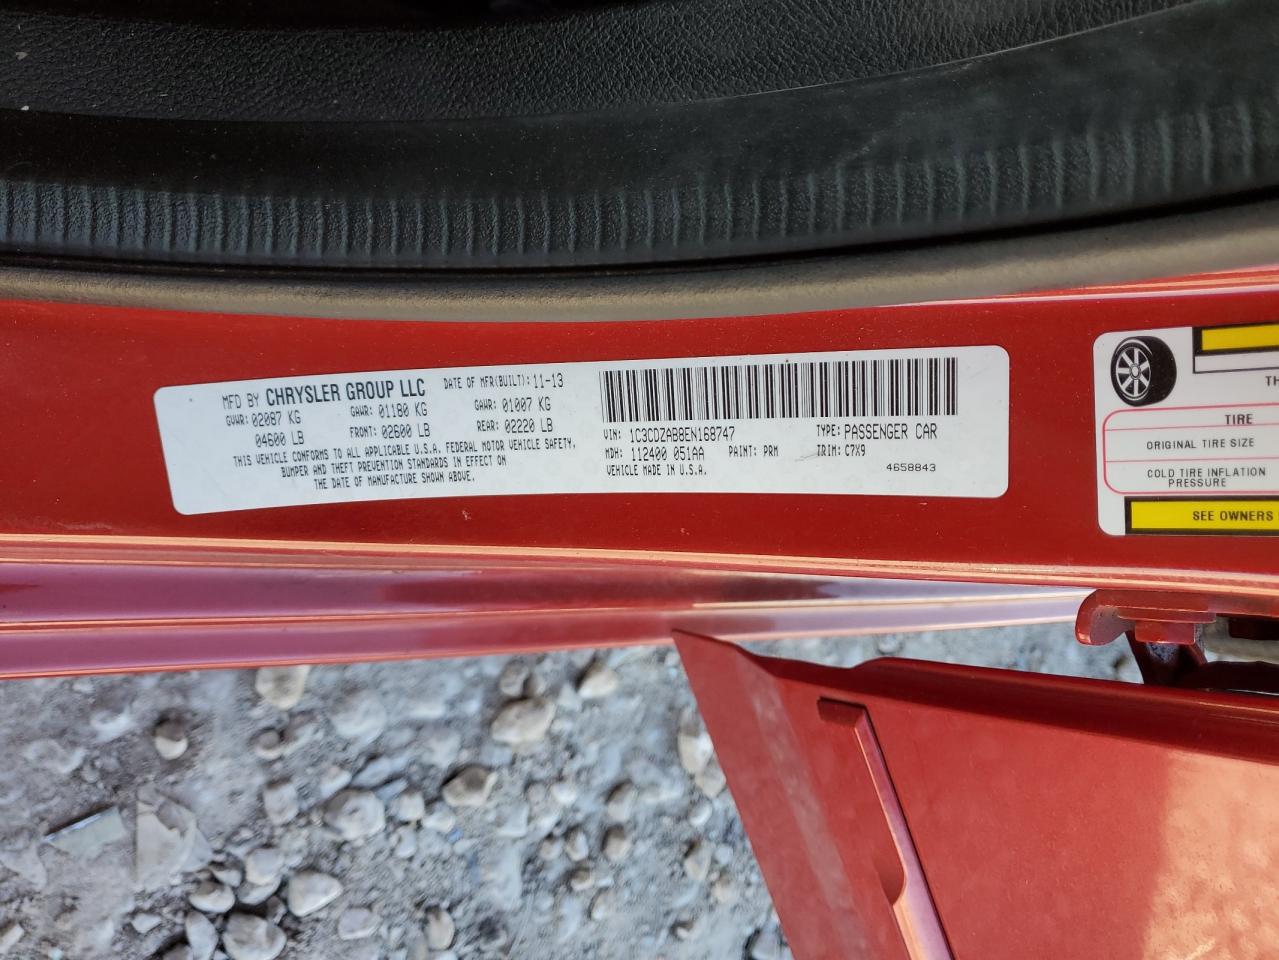 MFD BY CHRYSLER GROUP LLC DATE OF MFR(BUILT): 11-13
GVWR: 02087 KG GAWR: 01180 KG GAWR: 01007 KG
04600 LB FRONT: 02600 LB REAR: 02220 LB
THIS VEHICLE CONFORMS TO ALL APPLICABLE U.S.A. FEDERAL MOTOR VEHICLE SAFETY,
BUMPER AND THEFT PREVENTION STANDARDS IN EFFECT ON
THE DATE OF MANUFACTURE SHOWN ABOVE.
VIN: 1C3CDZAB8EN168747 TYPE: PASSENGER CAR
MDH: 112400 051AA PAINT: PRM TRIM: C7X9
VEHICLE MADE IN U.S.A. 4658843
TH
TIRE
ORIGINAL TIRE SIZE
COLD TIRE INFLATION
PRESSURE
SEE OWNERS